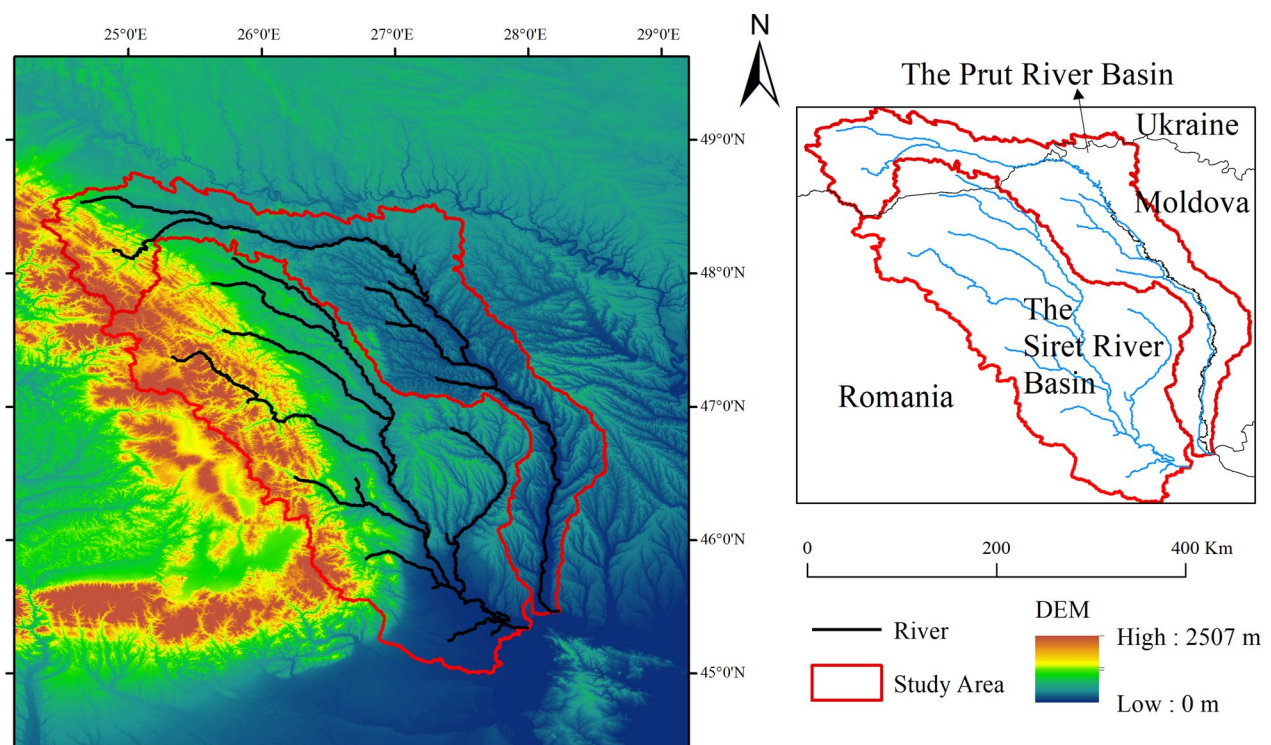 25°0'E 26°0'E 27°0'E 28°0'E 29°0'E
49°0'N
48°0'N
47°0'N
46°0'N
45°0'N
N
The Prut River Basin
Ukraine
Moldova
The
Siret River
Basin
Romania
0 200 400 Km
DEM
River
High : 2507 m
Study Area
Low : 0 m